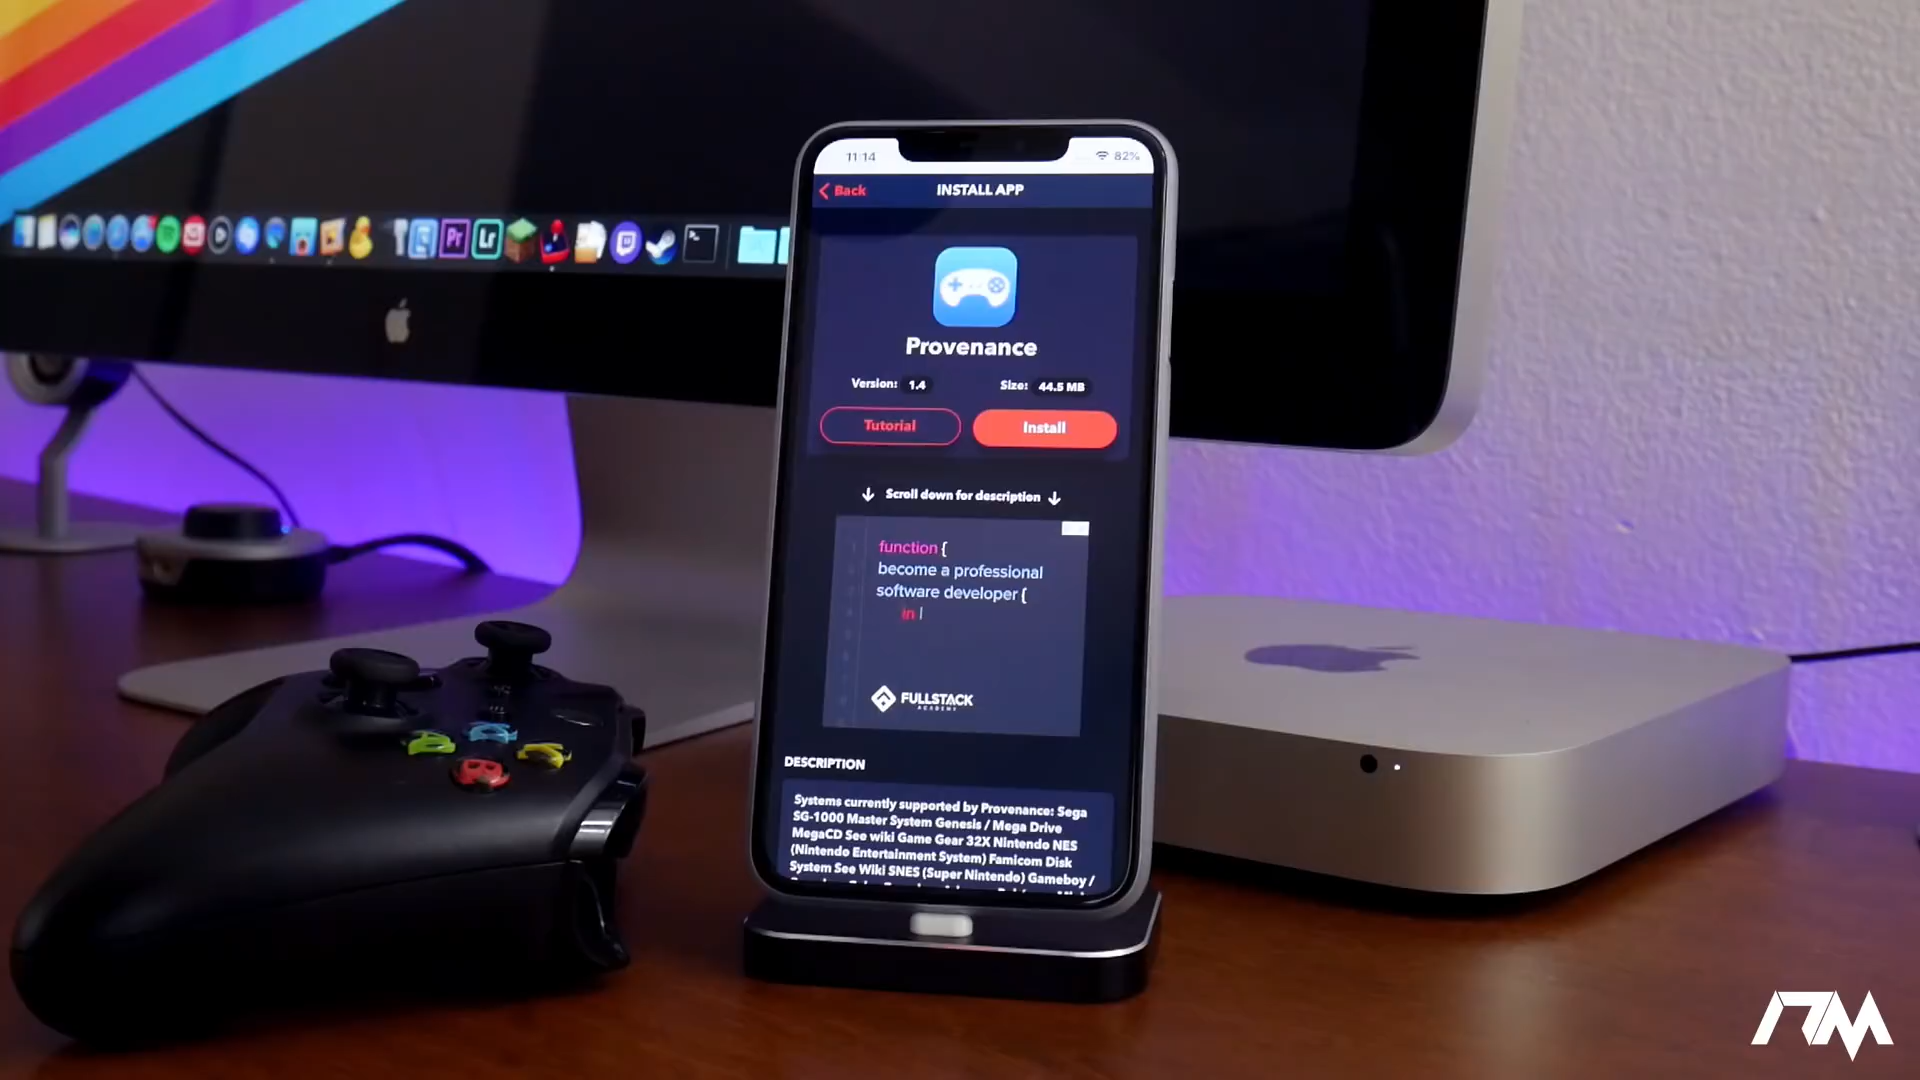 11:14
82%
Back
INSTALL APP
Provenance
Version: 1.4
Size: 44.5 MB
Tutorial
Install
Scroll down for description
function {
become a professional
software developer {
in |
FULLSTACK
ACADEMY
DESCRIPTION
Systems currently supported by Provenance: Sega
SG-1000 Master System Genesis / Mega Drive
MegaCD See wiki Game Gear 32X Nintendo NES
(Nintendo Entertainment System) Famicom Disk
System See Wiki SNES (Super Nintendo) Gameboy /
Pr
Lr